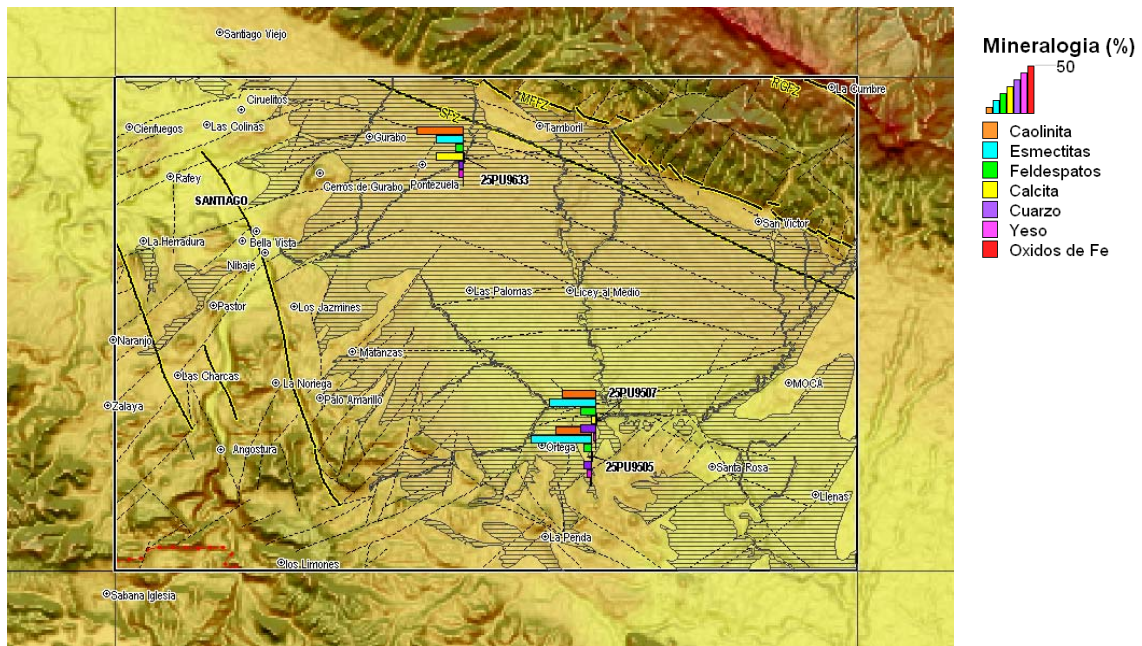 Santiago Viejo
Mineralogia (%)
50
Caolinita
Esmectitas
Feldespatos
Calcita
Cuarzo
Yeso
Oxidos de Fe
RGFZ
La Cumbre
MFFZ
Ciruelitos
SFZ
Cienfuegos
Las Colinas
Gurabo
Tamboril
Rafey
Cerros de Gurabo
Pontezuela
25PU9633
SANTIAGO
San Victor
La Herradura
Bella Vista
Nibaje
Las Palomas
Licey al Medio
Pastor
Los Jazmines
Naranjo
Matanzas
Las Charcas
La Noriega
MOCA
25PU9507
Zalaya
Palo Amarillo
Angostura
Ortega
25PU9505
Santa Rosa
Llenas
La Penda
los Limones
Sabana Iglesia